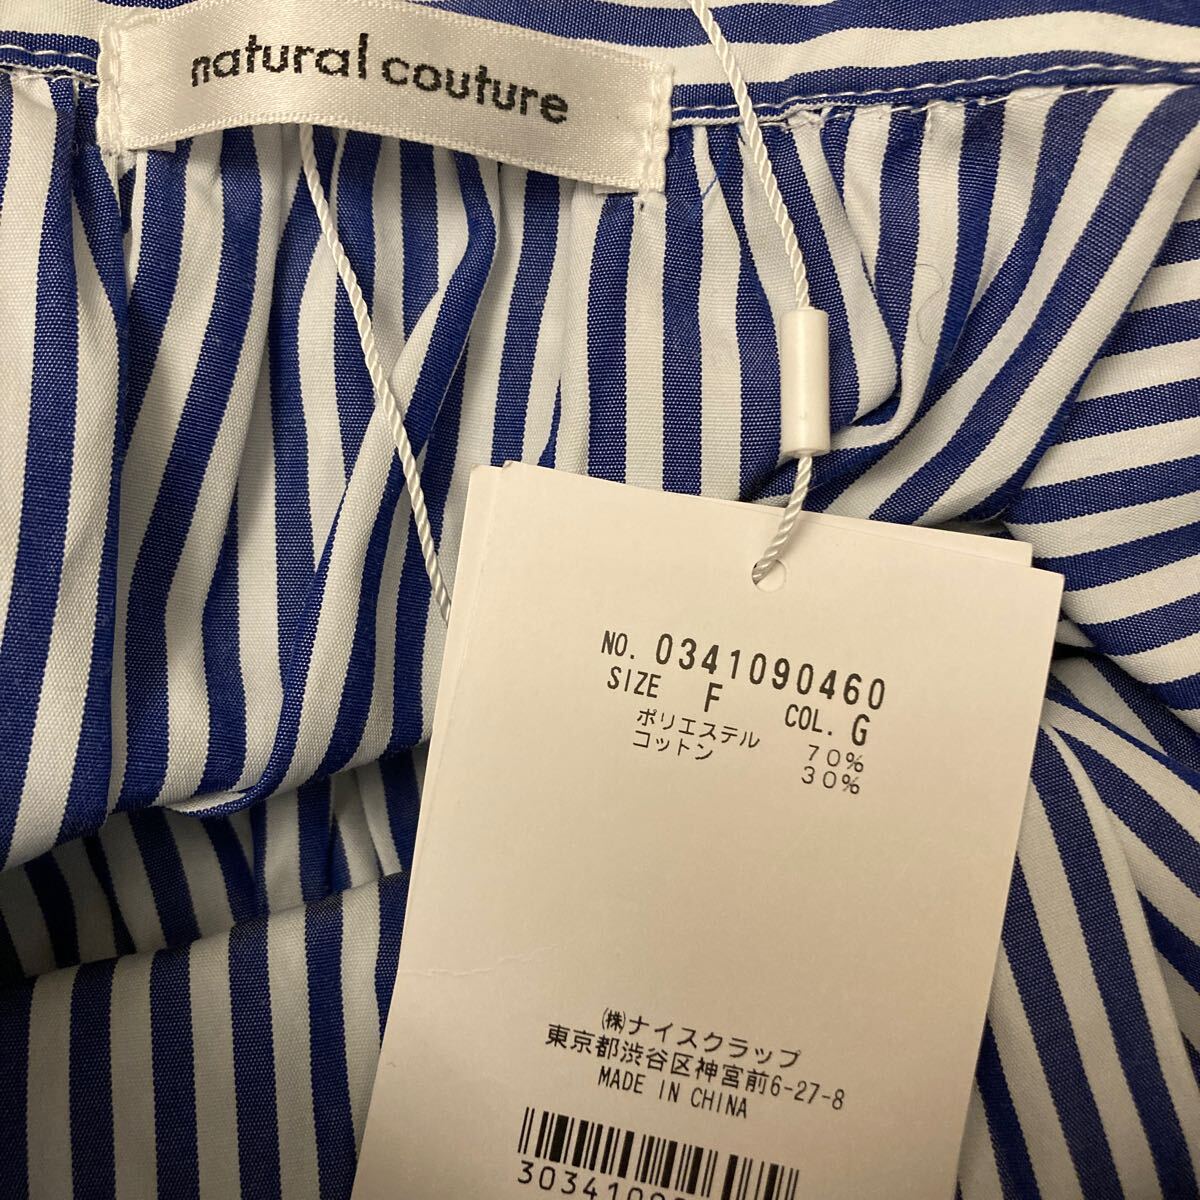 natural couture
NO. 0341090460
SIZE F COL. G
ポリエステル 70%
コットン 30%
㈱ナイスクラップ
東京都渋谷区神宮前6-27-8
MADE IN CHINA